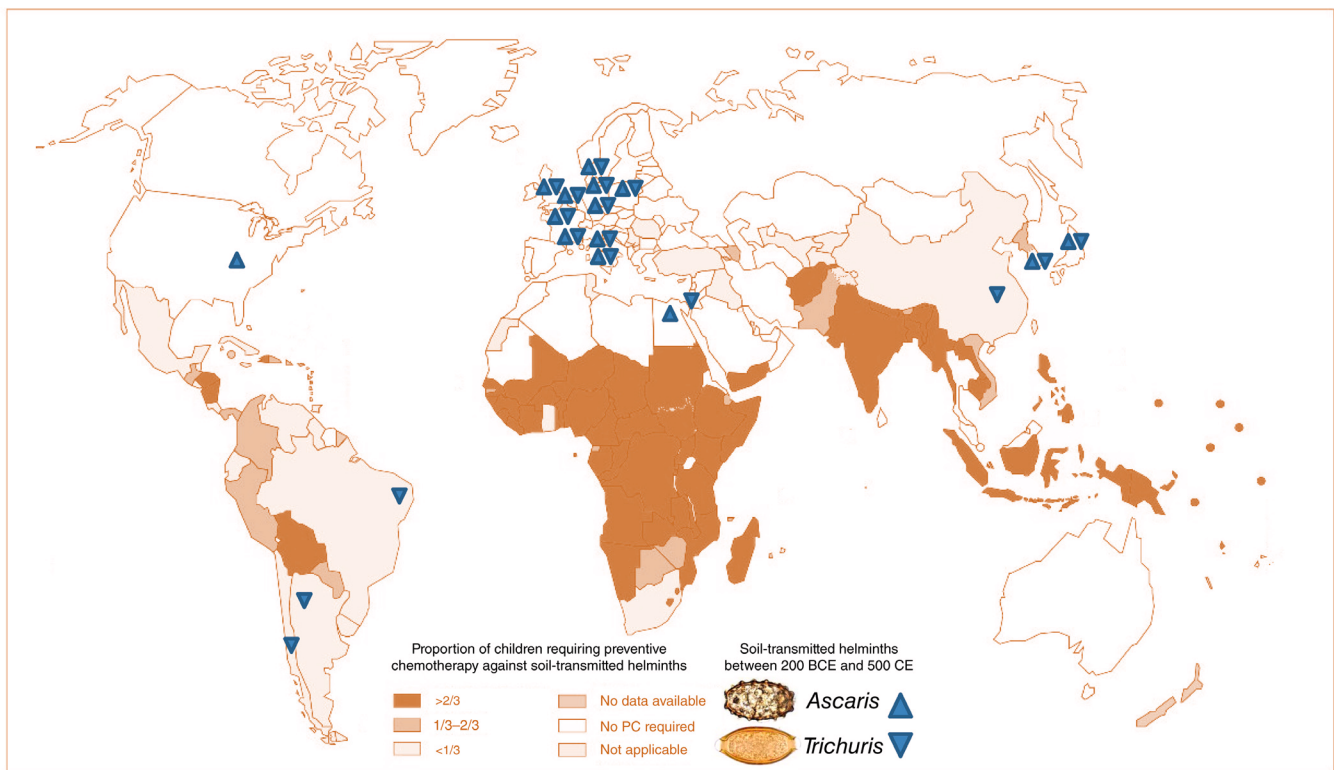 Proportion of children requiring preventive
chemotherapy against soil-transmitted helminths
>2/3
1/3–2/3
<1/3
No data available
No PC required
Not applicable
Soil-transmitted helminths
between 200 BCE and 500 CE
Ascaris
Trichuris